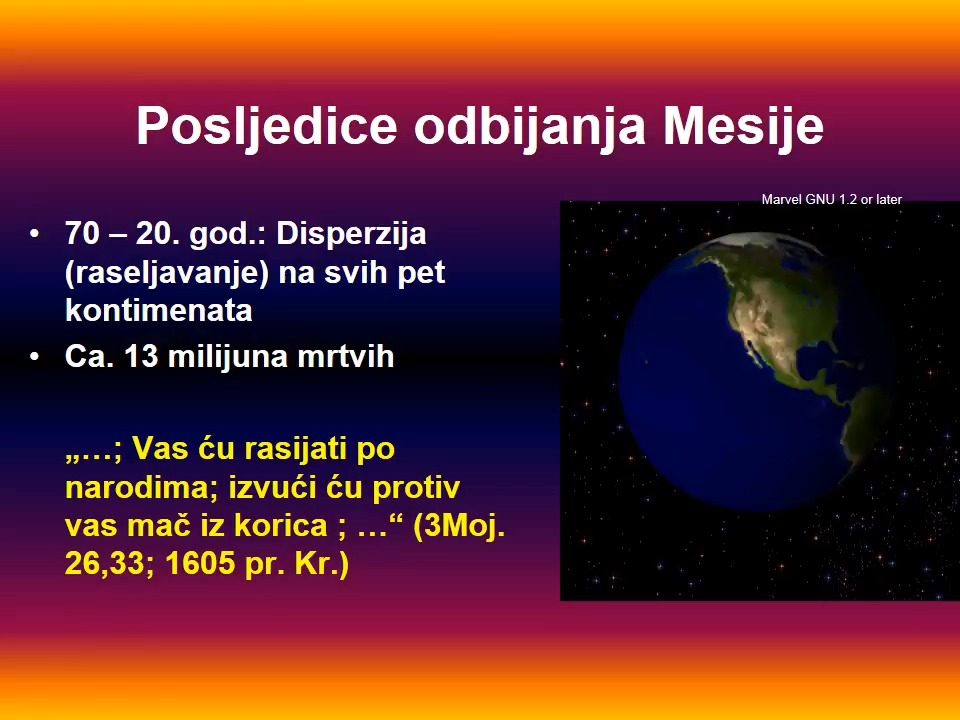 Posljedice odbijanja Mesije
Marvel GNU 1.2 or later
• 70 – 20. god.: Disperzija
(raseljavanje) na svih pet
kontimenata
• Ca. 13 milijuna mrtvih
„…; Vas ću rasijati po
narodima; izvući ću protiv
vas mač iz korica ; …“ (3Moj.
26,33; 1605 pr. Kr.)